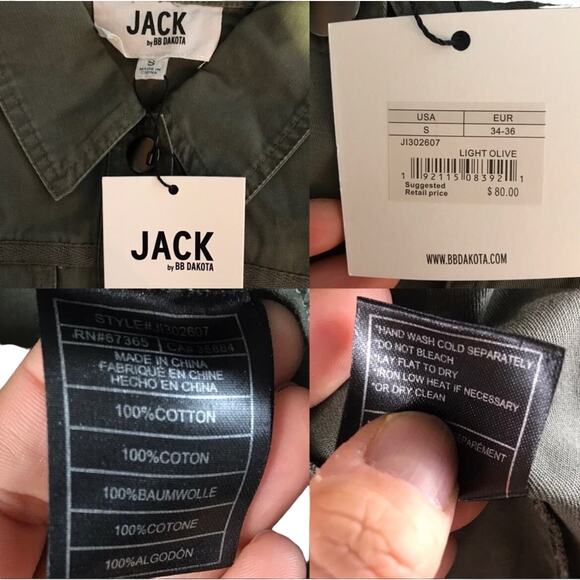 JACK
by BB DAKOTA
S
MADE IN
CHINA
JACK
by BB DAKOTA
USA EUR
S 34-36
JI302607
LIGHT OLIVE
1 92115 08392 1
Suggested
Retail price $ 80.00
WWW.BBDAKOTA.COM
STYLE#JI302607
RN#67365 CA#35884
MADE IN CHINA
FABRIQUÉ EN CHINE
HECHO EN CHINA
100%COTTON
100%COTON
100%BAUMWOLLE
100%COTONE
100%ALGODÓN
*HAND WASH COLD SEPARATELY
*DO NOT BLEACH
*LAY FLAT TO DRY
*IRON LOW HEAT IF NECESSARY
*OR DRY CLEAN